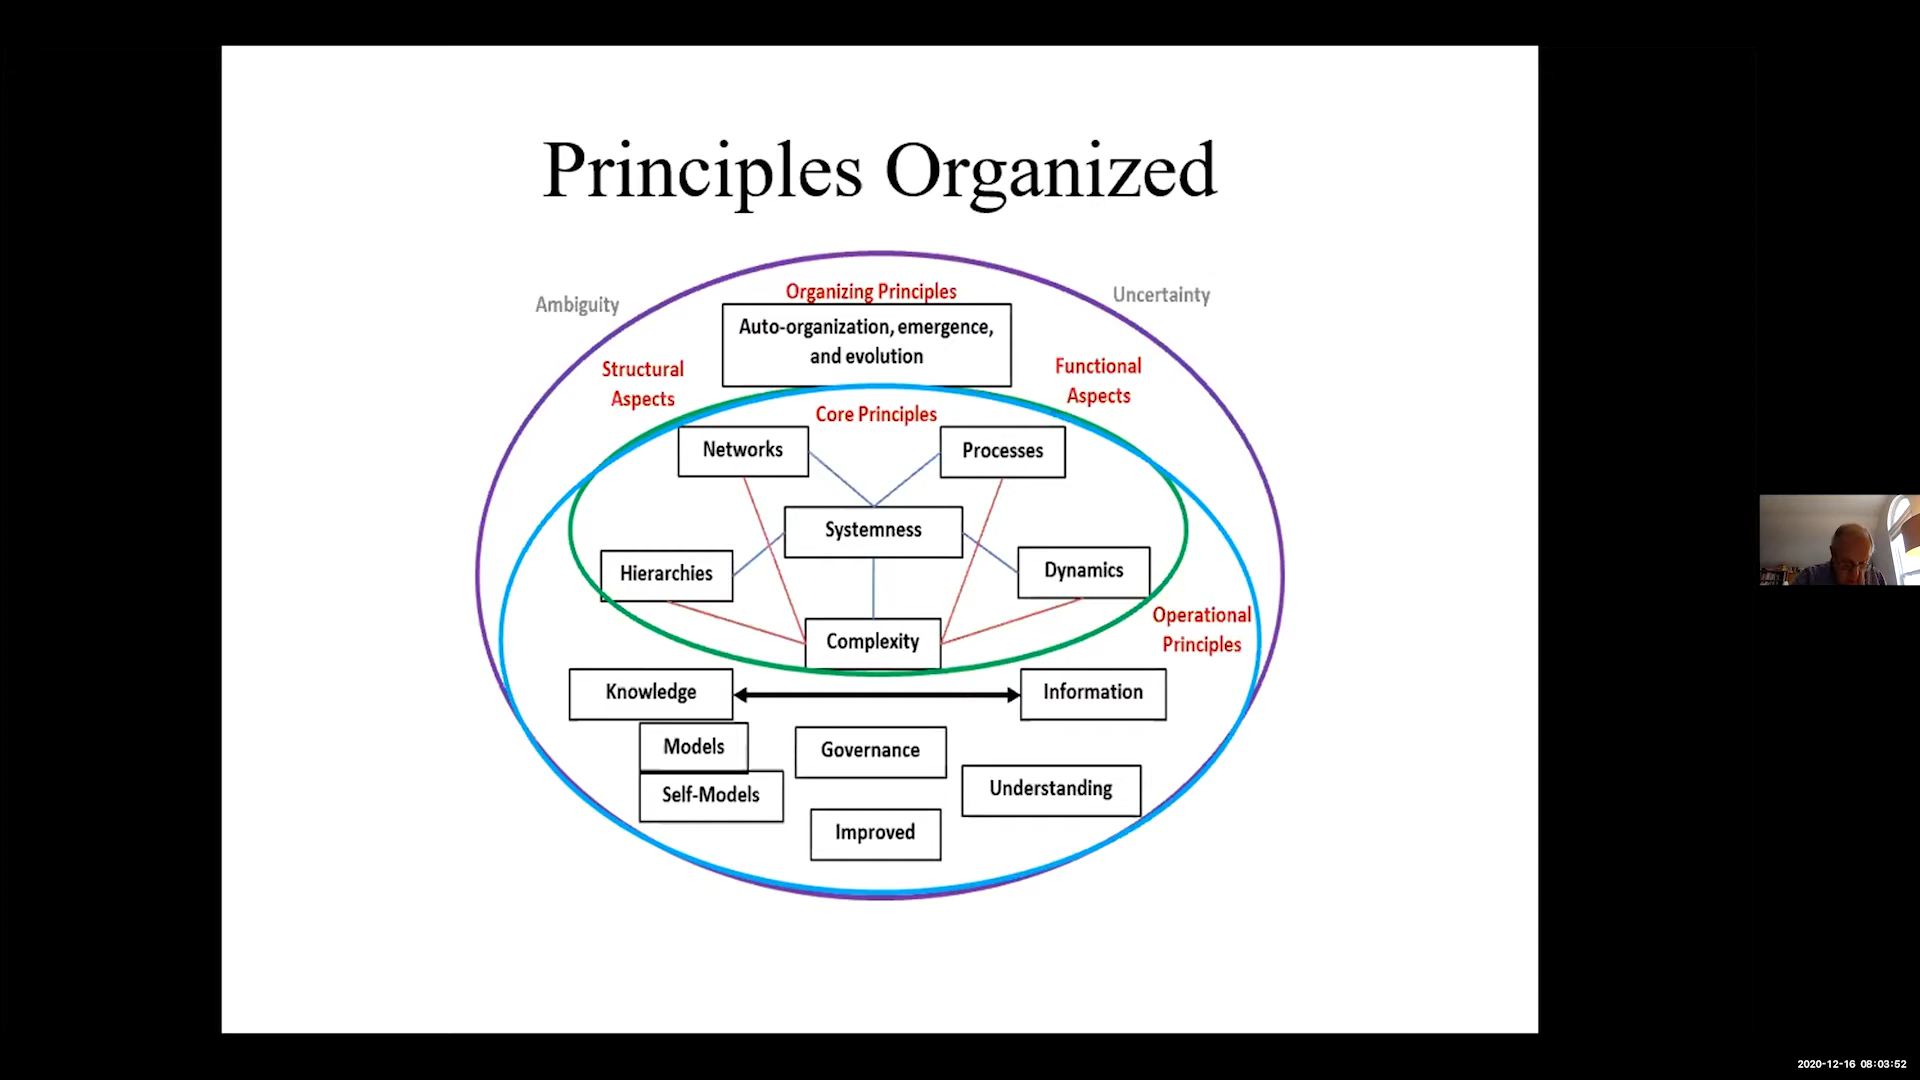 Principles Organized
Ambiguity
Organizing Principles
Uncertainty
Auto-organization, emergence,
and evolution
Structural
Aspects
Functional
Aspects
Core Principles
Networks
Processes
Systemness
Hierarchies
Dynamics
Operational
Principles
Complexity
Knowledge
Information
Models
Governance
Self-Models
Understanding
Improved
2020-12-16 08:03:52